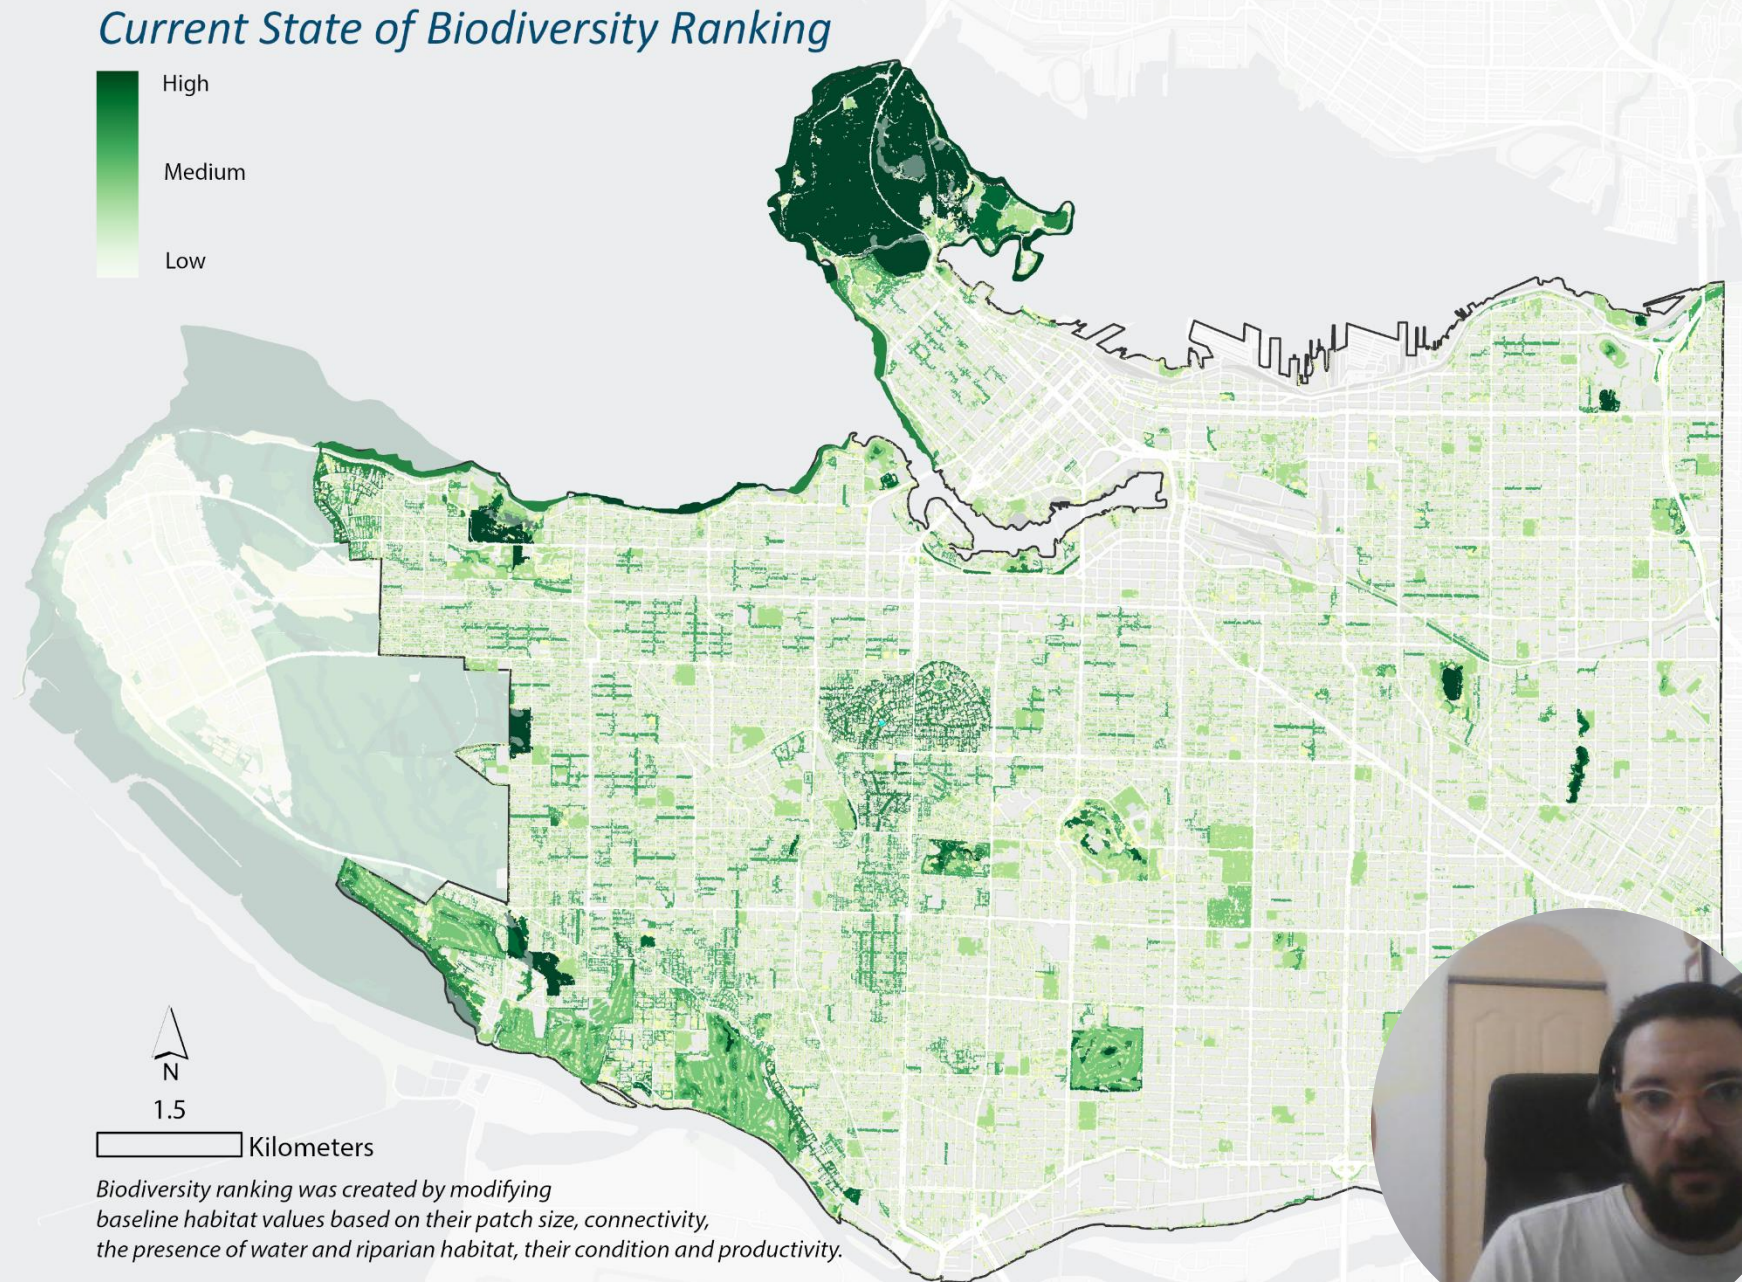 Current State of Biodiversity Ranking
High
Medium
Low
N
1.5
Kilometers
Biodiversity ranking was created by modifying
baseline habitat values based on their patch size, connectivity,
the presence of water and riparian habitat, their condition and productivity.